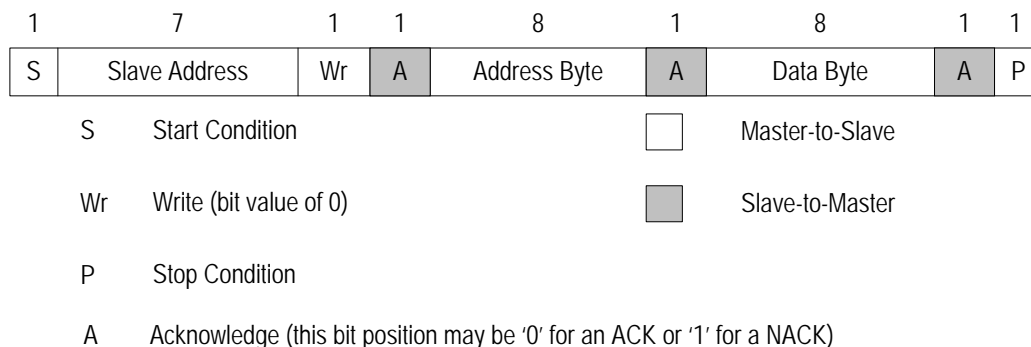 1 7 1 1 8 1 8 1 1
S Slave Address Wr A Address Byte A Data Byte A P
S Start Condition Master-to-Slave
Wr Write (bit value of 0) Slave-to-Master
P Stop Condition
A Acknowledge (this bit position may be ‘0’ for an ACK or ‘1’ for a NACK)